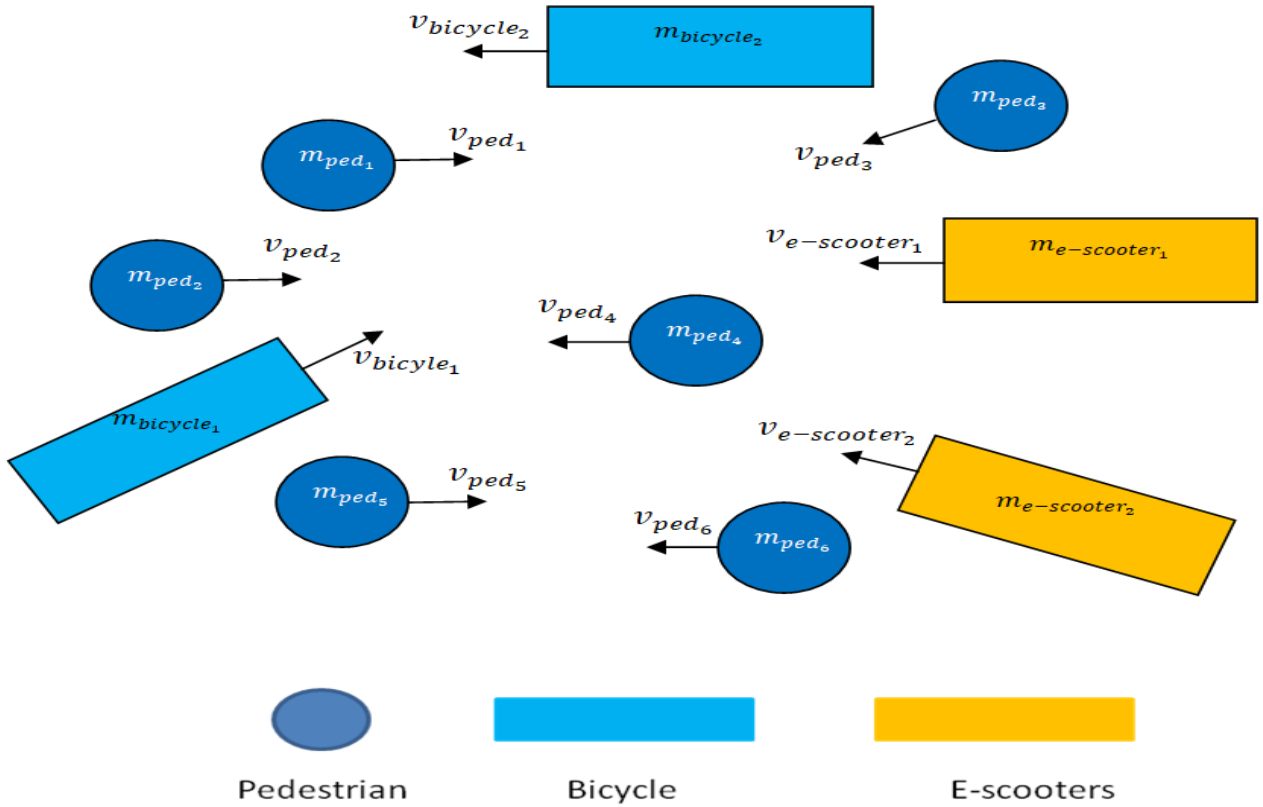 v_{bicycle_2}
m_{bicycle_2}
m_{ped_3}
v_{ped_1}
m_{ped_1}
v_{ped_3}
v_{ped_2}
v_{e-scooter_1}
m_{e-scooter_1}
m_{ped_2}
v_{ped_4}
m_{ped_4}
v_{bicyle_1}
m_{bicycle_1}
v_{e-scooter_2}
v_{ped_5}
m_{ped_5}
m_{e-scooter_2}
v_{ped_6}
m_{ped_6}
Pedestrian
Bicycle
E-scooters